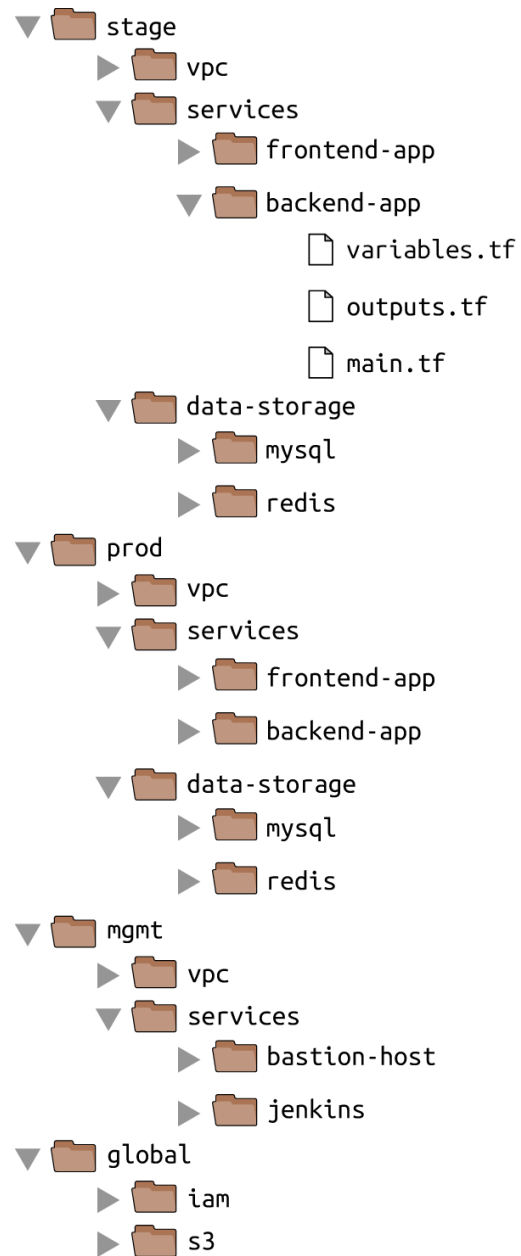 stage
vpc
services
frontend-app
backend-app
variables.tf
outputs.tf
main.tf
data-storage
mysql
redis
prod
vpc
services
frontend-app
backend-app
data-storage
mysql
redis
mgmt
vpc
services
bastion-host
jenkins
global
iam
s3